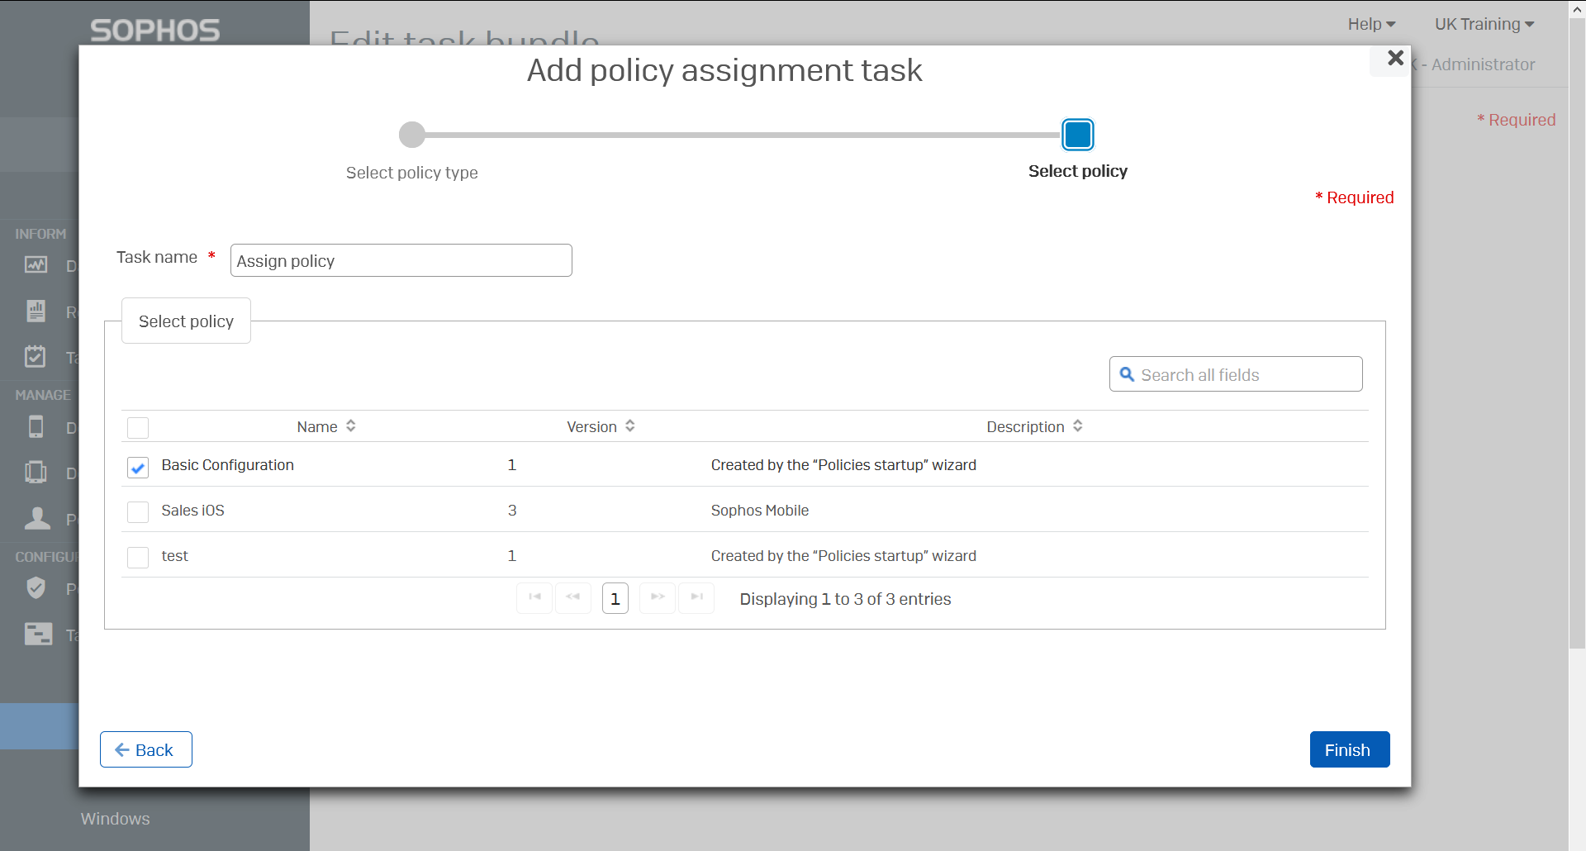 SOPHOS
Edit task bundle
Help
UK Training
- Administrator
* Required
Add policy assignment task
Select policy type
Select policy
* Required
Task name *
Assign policy
Select policy
Search all fields
Name Version Description
Basic Configuration 1 Created by the “Policies startup” wizard
Sales iOS 3 Sophos Mobile
test 1 Created by the “Policies startup” wizard
1
Displaying 1 to 3 of 3 entries
Back
Finish
INFORM
D
R
Ta
MANAGE
D
D
P
CONFIGU
P
Ta
Windows